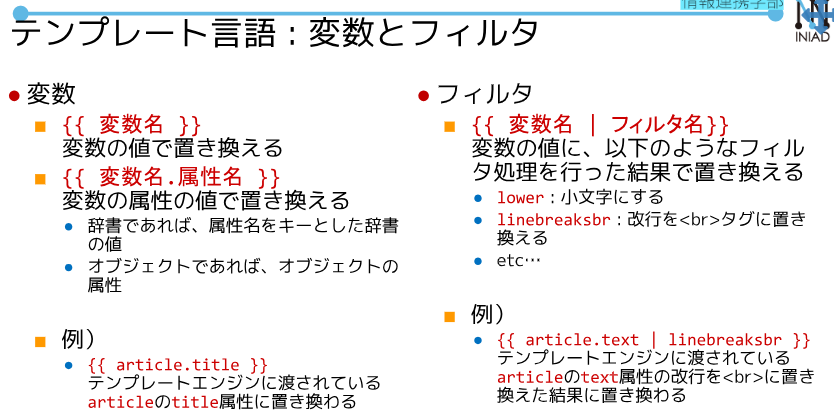 情報連携学部
INIAD
テンプレート言語：変数とフィルタ
変数
{{ 変数名 }}
変数の値で置き換える
{{ 変数名.属性名 }}
変数の属性の値で置き換える
辞書であれば、属性名をキーとした辞書
の値
オブジェクトであれば、オブジェクトの
属性
例）
{{ article.title }}
テンプレートエンジンに渡されている
articleのtitle属性に置き換わる
フィルタ
{{ 変数名 | フィルタ名}}
変数の値に、以下のようなフィル
タ処理を行った結果で置き換える
lower：小文字にする
linebreaksbr：改行を<br>タグに置き
換える
etc…
例）
{{ article.text | linebreaksbr }}
テンプレートエンジンに渡されている
articleのtext属性の改行を<br>に置き
換えた結果に置き換わる